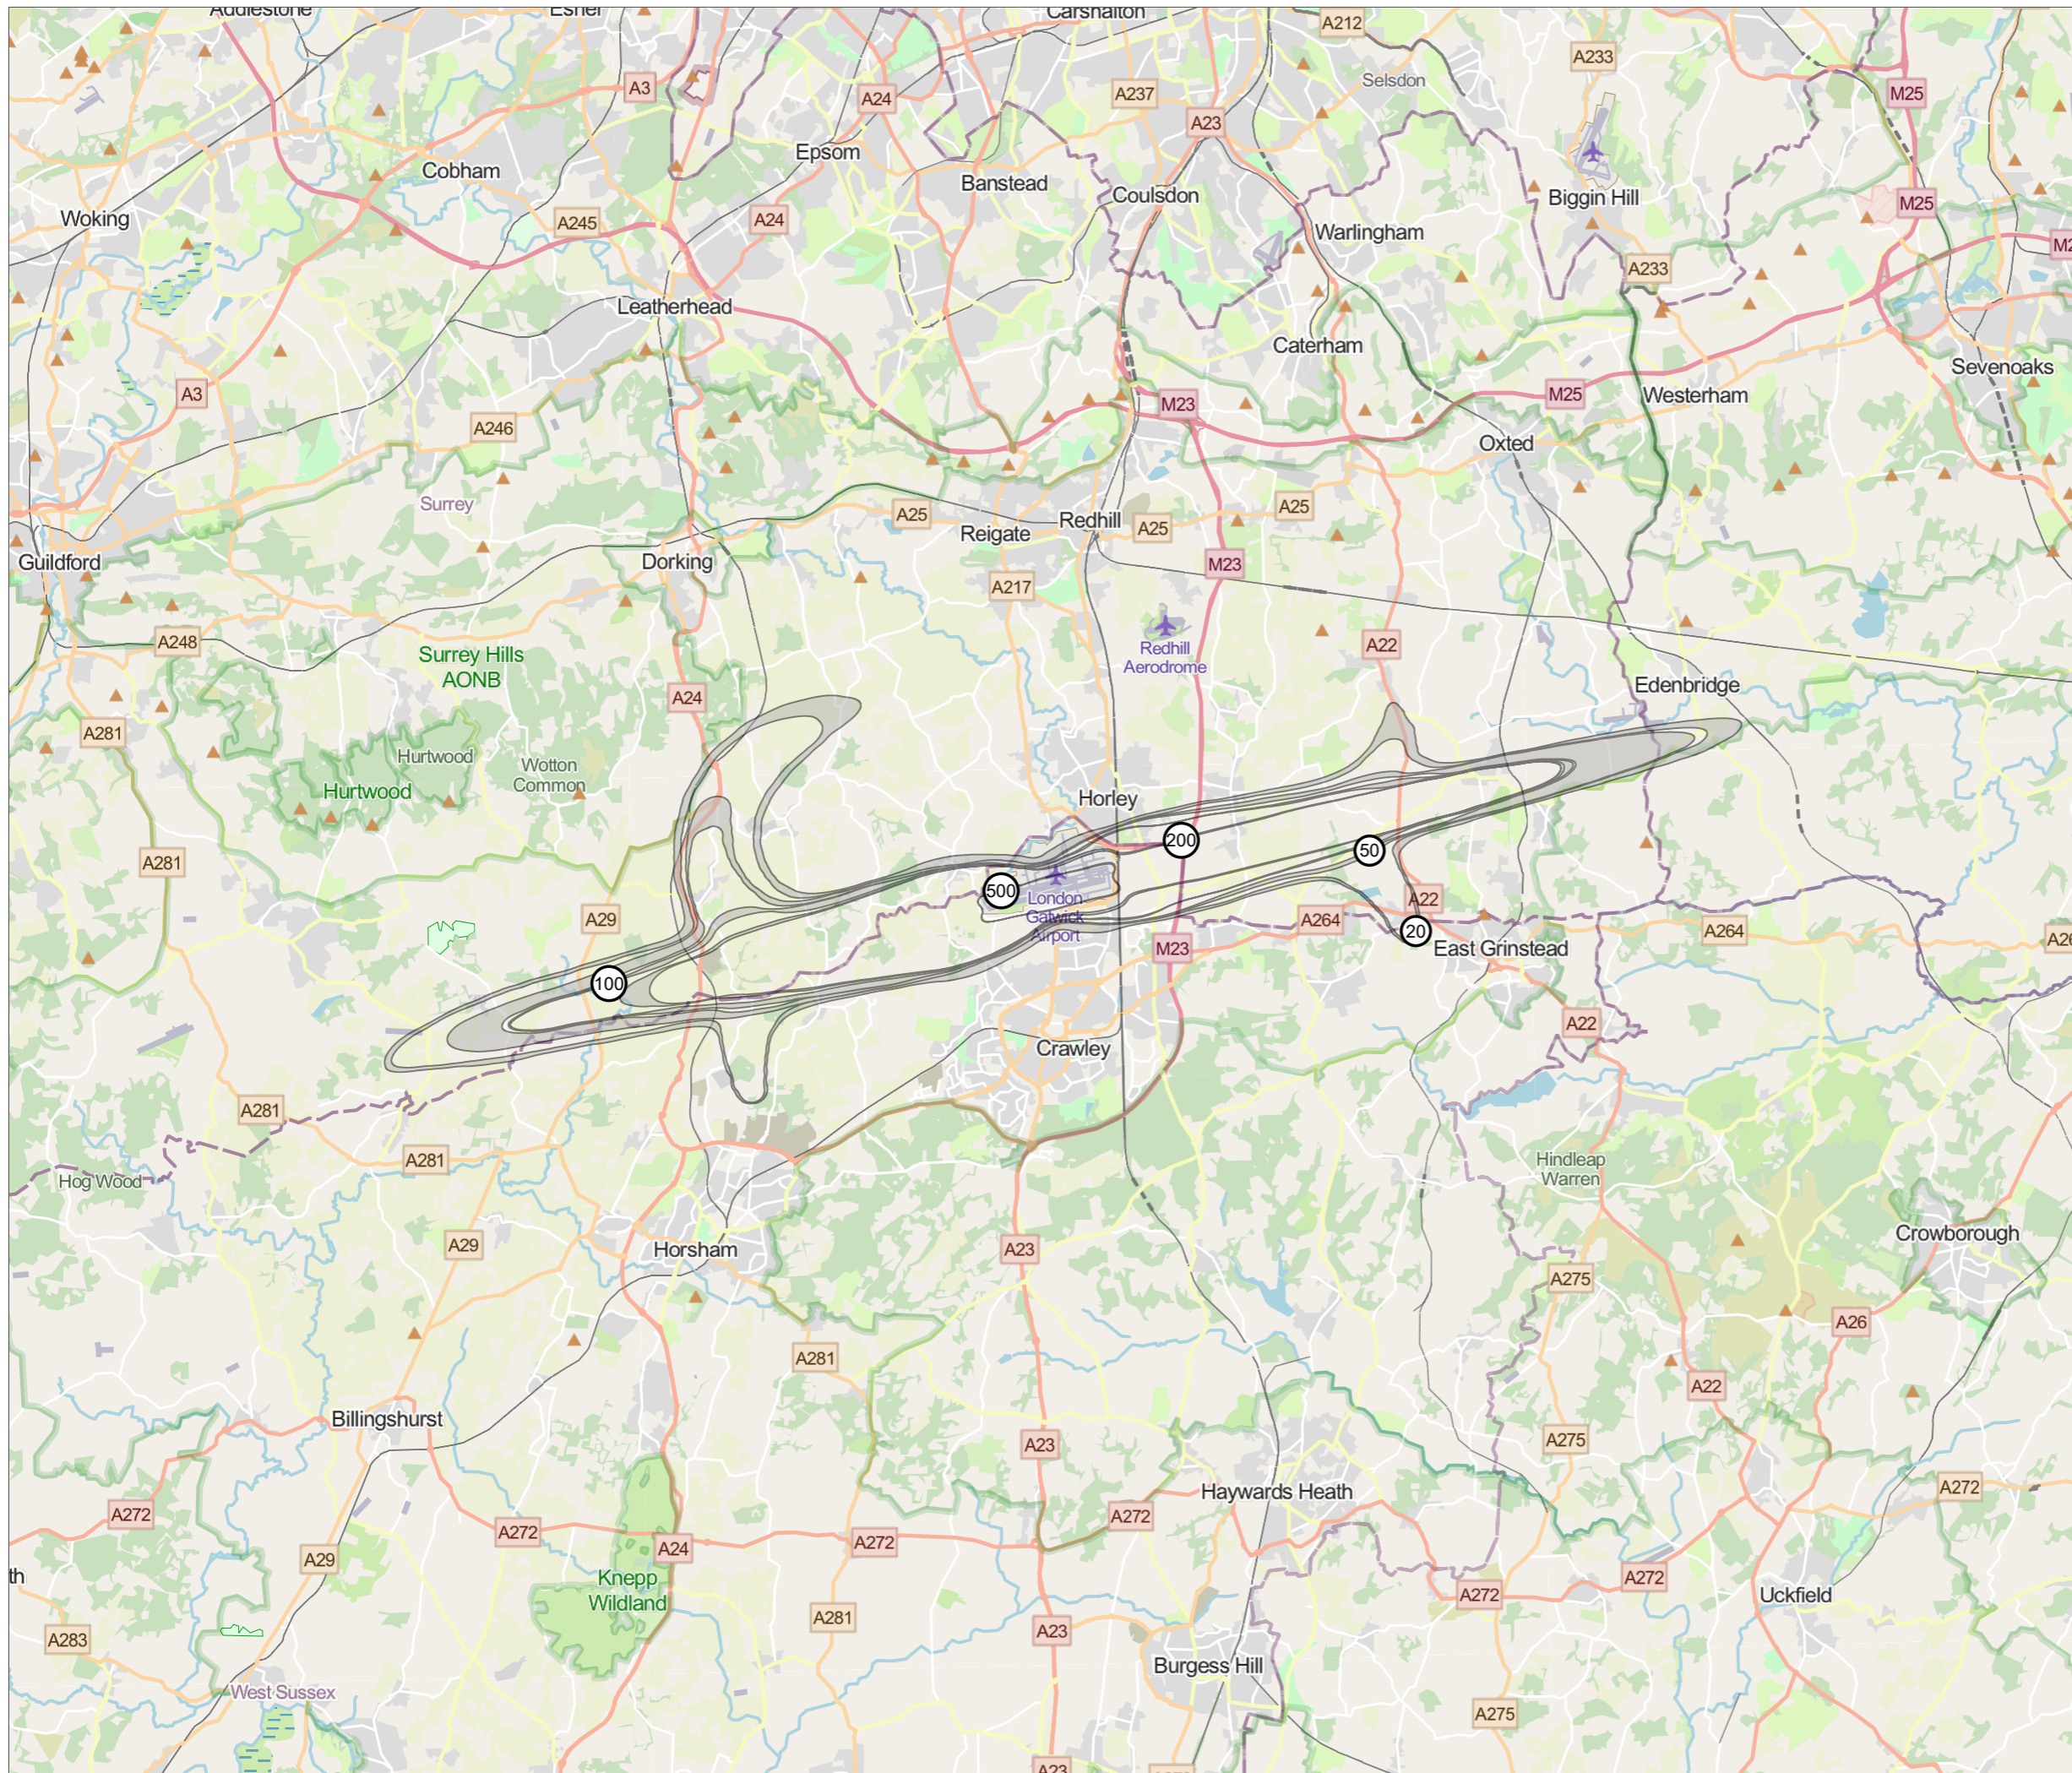 Addlestone
Esher
Carshalton
A212
A233
Selsdon
A3
A24
A237
M25
A23
Epsom
Cobham
Banstead
Coulsdon
Biggin Hill
M25
Woking
A245
A24
Warlingham
A233
Leatherhead
Caterham
Sevenoaks
A3
M23
M25
Westerham
A246
Oxted
Surrey
A25
Reigate
Redhill
A25
A25
Guildford
Dorking
M23
A217
A248
Redhill
Aerodrome
A22
Surrey Hills
AONB
A24
Edenbridge
A281
Hurtwood
Wotton
Common
Hurtwood
Horley
200
50
A281
500
London
Gatwick
Airport
A22
A29
A264
20
A264
M23
East Grinstead
100
A22
Crawley
A281
A281
Hog Wood
Hindleap
Warren
Crowborough
A29
Horsham
A23
A275
A26
A281
A22
Billingshurst
A23
A275
Haywards Heath
A272
A272
A272
A272
A272
A29
A24
th
Knepp
Wildland
A272
A272
Uckfield
A281
A23
A283
Burgess Hill
West Sussex
A275
A23